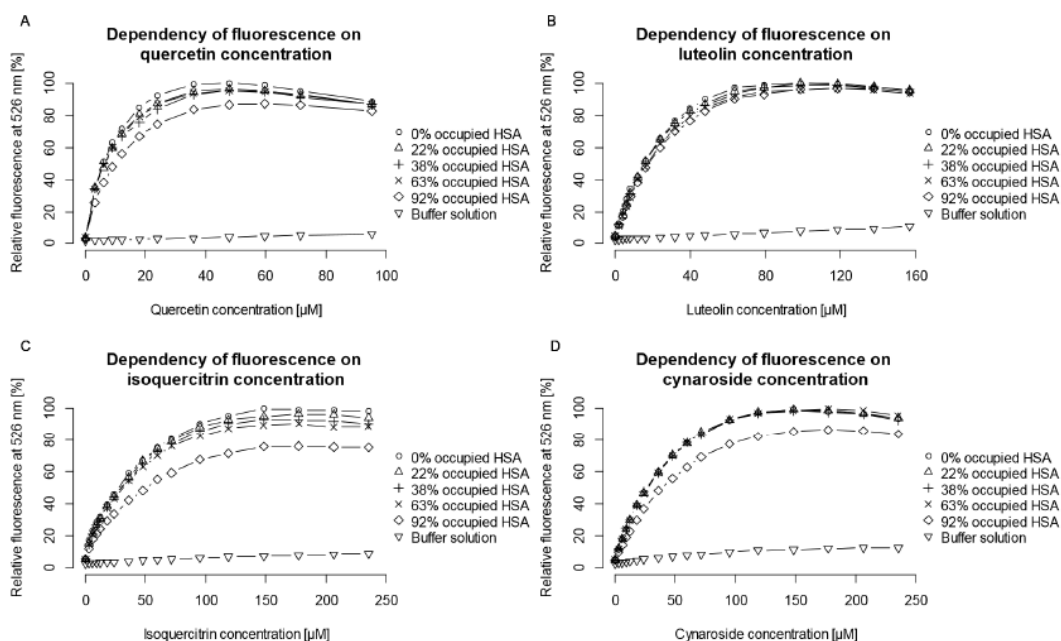 A
Dependency of fluorescence on
quercetin concentration
Relative fluorescence at 526 nm [%]
100
80
60
40
20
0
0 20 40 60 80 100
Quercetin concentration [µM]
0% occupied HSA
22% occupied HSA
38% occupied HSA
63% occupied HSA
92% occupied HSA
Buffer solution
B
Dependency of fluorescence on
luteolin concentration
Relative fluorescence at 526 nm [%]
100
80
60
40
20
0
0 40 80 120 160
Luteolin concentration [µM]
0% occupied HSA
22% occupied HSA
38% occupied HSA
63% occupied HSA
92% occupied HSA
Buffer solution
C
Dependency of fluorescence on
isoquercitrin concentration
Relative fluorescence at 526 nm [%]
100
80
60
40
20
0
0 50 100 150 200 250
Isoquercitrin concentration [µM]
0% occupied HSA
22% occupied HSA
38% occupied HSA
63% occupied HSA
92% occupied HSA
Buffer solution
D
Dependency of fluorescence on
cynaroside concentration
Relative fluorescence at 526 nm [%]
100
80
60
40
20
0
0 50 100 150 200 250
Cynaroside concentration [µM]
0% occupied HSA
22% occupied HSA
38% occupied HSA
63% occupied HSA
92% occupied HSA
Buffer solution